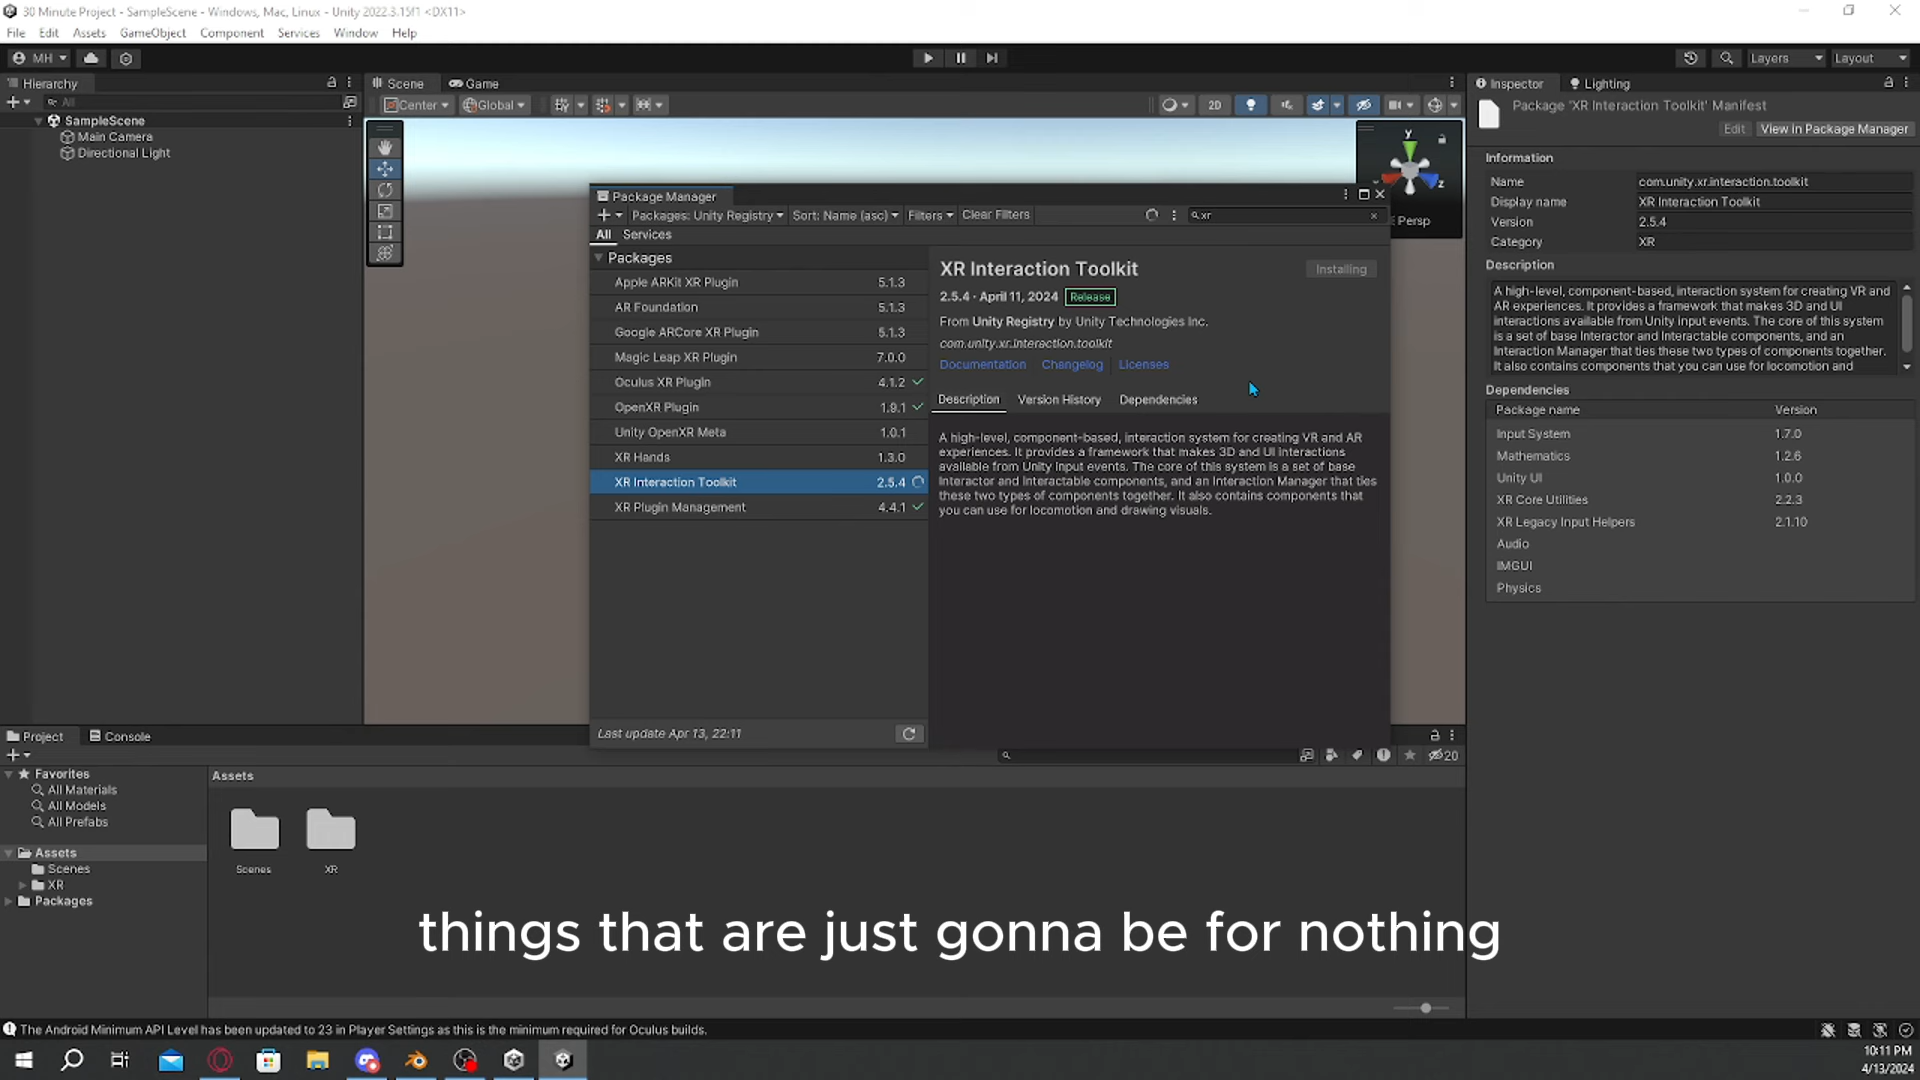 30 Minute Project - SampleScene - Windows, Mac, Linux - Unity 2022.3.15f1 <DX11>
File Edit Assets GameObject Component Services Window Help
MH Layers Layout
Hierarchy
All
SampleScene
Main Camera
Directional Light
Scene Game
Center Global 2D
y
z
Persp
Package Manager
Packages: Unity Registry Sort: Name (asc) Filters Clear Filters xr
All Services
Packages
Apple ARKit XR Plugin 5.1.3
AR Foundation 5.1.3
Google ARCore XR Plugin 5.1.3
Magic Leap XR Plugin 7.0.0
Oculus XR Plugin 4.1.2
OpenXR Plugin 1.9.1
Unity OpenXR Meta 1.0.1
XR Hands 1.3.0
XR Interaction Toolkit 2.5.4
XR Plugin Management 4.4.1
Last update Apr 13, 22:11
XR Interaction Toolkit Installing
2.5.4 · April 11, 2024 Release
From Unity Registry by Unity Technologies Inc.
com.unity.xr.interaction.toolkit
Documentation Changelog Licenses
Description Version History Dependencies
A high-level, component-based, interaction system for creating VR and AR
experiences. It provides a framework that makes 3D and UI interactions
available from Unity input events. The core of this system is a set of base
Interactor and Interactable components, and an Interaction Manager that ties
these two types of components together. It also contains components that
you can use for locomotion and drawing visuals.
Inspector Lighting
Package 'XR Interaction Toolkit' Manifest
Edit View in Package Manager
Information
Name com.unity.xr.interaction.toolkit
Display name XR Interaction Toolkit
Version 2.5.4
Category XR
Description
A high-level, component-based, interaction system for creating VR and
AR experiences. It provides a framework that makes 3D and UI
interactions available from Unity input events. The core of this system
is a set of base Interactor and Interactable components, and an
Interaction Manager that ties these two types of components together.
It also contains components that you can use for locomotion and
Dependencies
Package name Version
Input System 1.7.0
Mathematics 1.2.6
Unity UI 1.0.0
XR Core Utilities 2.2.3
XR Legacy Input Helpers 2.1.10
Audio
IMGUI
Physics
Project Console
20
Favorites
All Materials
All Models
All Prefabs
Assets
Scenes
XR
Packages
Assets
Scenes XR
things that are just gonna be for nothing
The Android Minimum API Level has been updated to 23 in Player Settings as this is the minimum required for Oculus builds.
10:11 PM
4/13/2024